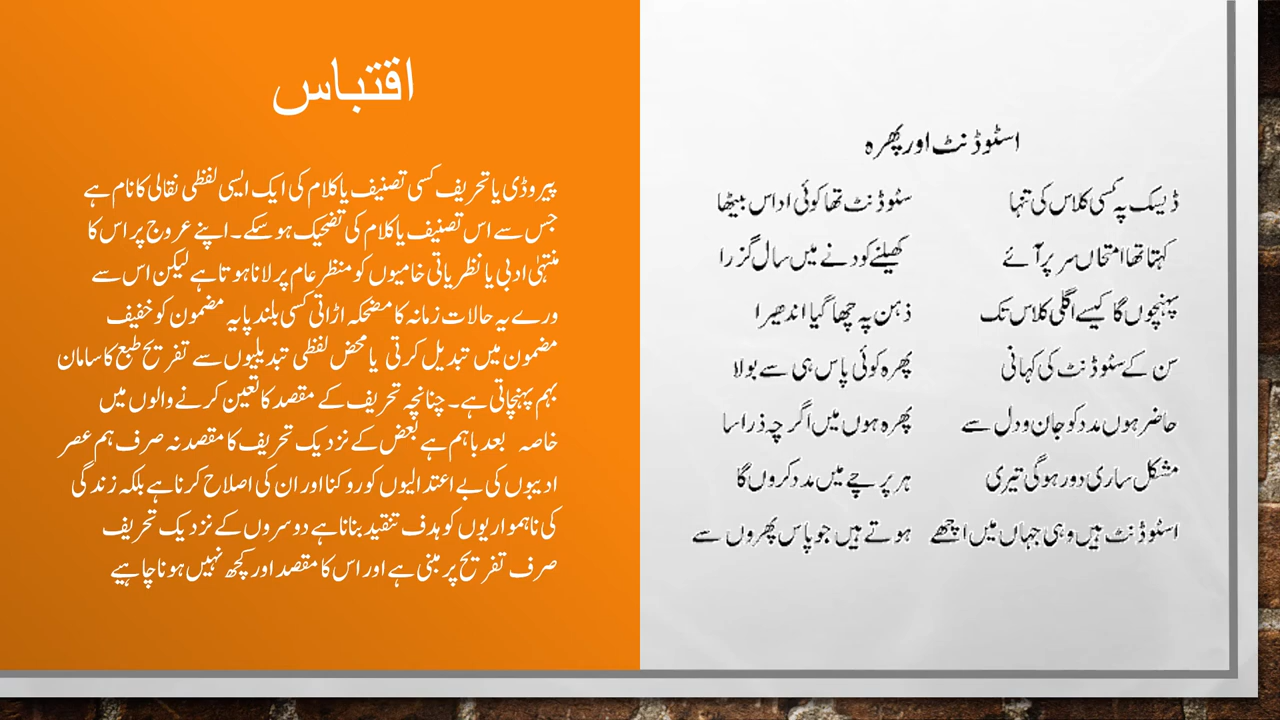 اسٹوڈنٹ اور پھرہ
ڈیسک پہ کسی کلاس کی تنہا سٹوڈنٹ تھا کوئی اداس بیٹھا
کہتا تھا امتحاں سر پر آئے کھیلنے کودنے میں سال گزرا
پہنچوں گا کیسے اگلی کلاس تک ذہن پہ چھا گیا اندھیرا
سن کے سٹوڈنٹ کی کہانی پھرہ کوئی پاس ہی سے بولا
حاضر ہوں مدد کو جان و دل سے پھرہ ہوں میں اگرچہ ذرا سا
مشکل ساری دور ہوگی تیری ہر پرچے میں مدد کروں گا
اسٹوڈنٹ ہیں وہی جہاں میں اچھے ہوتے ہیں جو پاس پھروں سے
اقتباس
پیروڈی یا تحریف کسی تصنیف یا کلام کی ایک ایسی لفظی نقالی کا نام ہے
جس سے اس تصنیف یا کلام کی تضحیک ہو سکے۔ اپنے عروج پر اس کا
منتہیٰ ادبی یا نظریاتی خامیوں کو منظر عام پر لانا ہوتا ہے لیکن اس سے
ورے یہ حالات زمانہ کا مضحکہ اڑاتی کسی بلند پایہ مضمون کو خفیف
مضمون میں تبدیل کرتی یا محض لفظی تبدیلیوں سے تفریح طبع کا سامان
بہم پہنچاتی ہے۔ چنانچہ تحریف کے مقصد کا تعین کرنے والوں میں
خاصہ بعد باہم ہے بعض کے نزدیک تحریف کا مقصد نہ صرف ہم عصر
ادیبوں کی بے اعتدالیوں کو روکنا اور ان کی اصلاح کرنا ہے بلکہ زندگی
کی ناہمواریوں کو ہدف تنقید بنانا ہے دوسروں کے نزدیک تحریف
صرف تفریح پر مبنی ہے اور اس کا مقصد اور کچھ نہیں ہونا چاہیے